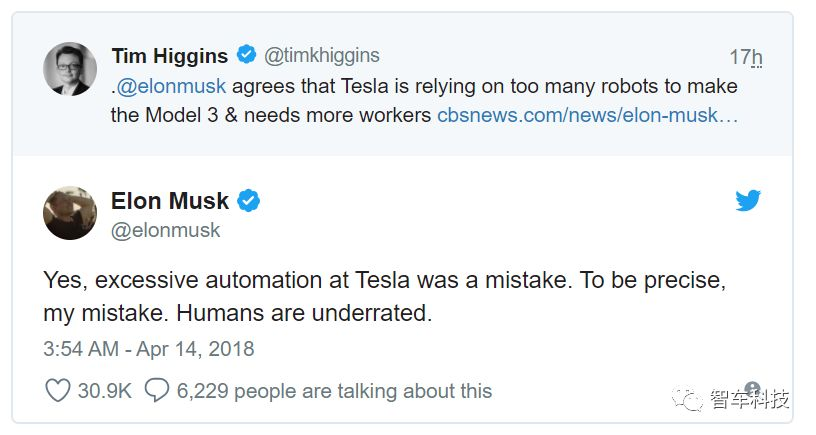 Tim Higgins @timkhiggins 17h
.@elonmusk agrees that Tesla is relying on too many robots to make
the Model 3 & needs more workers cbsnews.com/news/elon-musk…
Elon Musk
@elonmusk
Yes, excessive automation at Tesla was a mistake. To be precise,
my mistake. Humans are underrated.
3:54 AM - Apr 14, 2018
30.9K 6,229 people are talking about this
智车科技